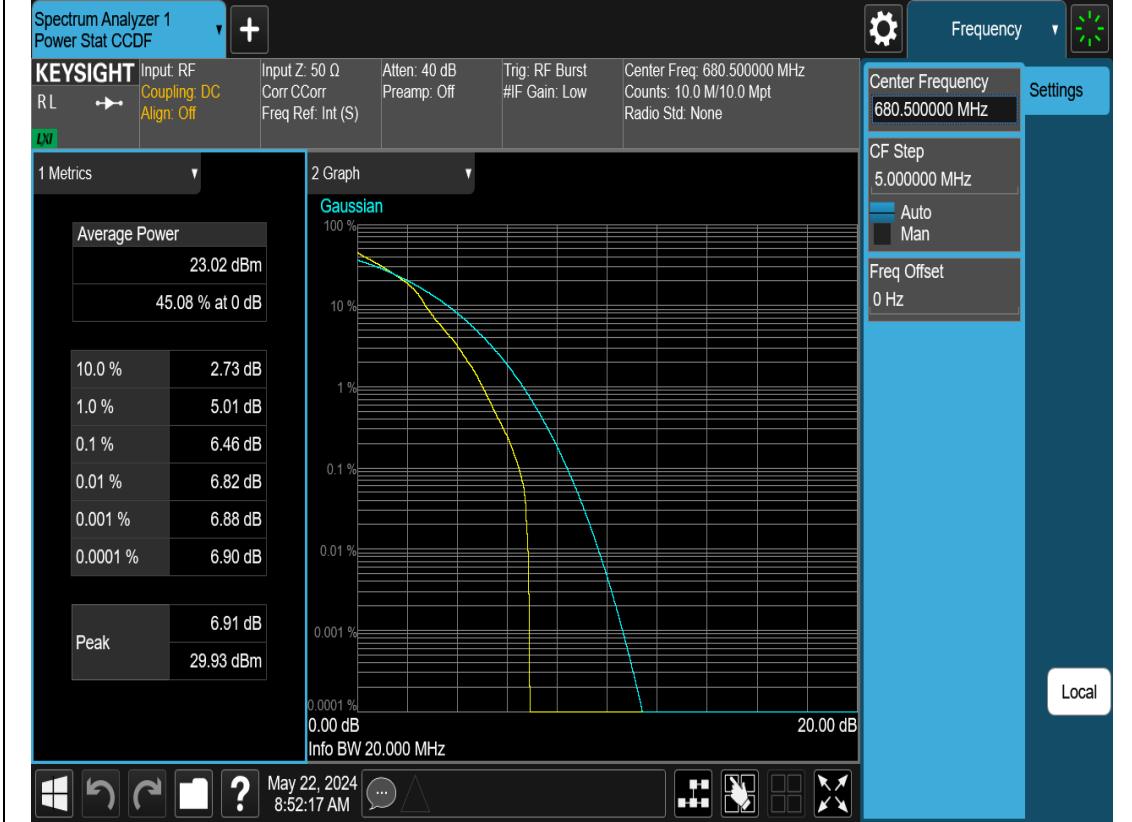 Spectrum Analyzer 1
Power Stat CCDF
+
Frequency
KEYSIGHT
RL
LXI
Input: RF
Coupling: DC
Align: Off
Input Z: 50 Ω
Corr CCorr
Freq Ref: Int (S)
Atten: 40 dB
Preamp: Off
Trig: RF Burst
#IF Gain: Low
Center Freq: 680.500000 MHz
Counts: 10.0 M/10.0 Mpt
Radio Std: None
Center Frequency
680.500000 MHz
Settings
CF Step
5.000000 MHz
Auto
Man
Freq Offset
0 Hz
Local
1 Metrics
Average Power
23.02 dBm
45.08 % at 0 dB
10.0 % 2.73 dB
1.0 % 5.01 dB
0.1 % 6.46 dB
0.01 % 6.82 dB
0.001 % 6.88 dB
0.0001 % 6.90 dB
Peak
6.91 dB
29.93 dBm
2 Graph
Gaussian
100 %
10 %
1 %
0.1 %
0.01 %
0.001 %
0.0001 %
0.00 dB 20.00 dB
Info BW 20.000 MHz
?
May 22, 2024
8:52:17 AM